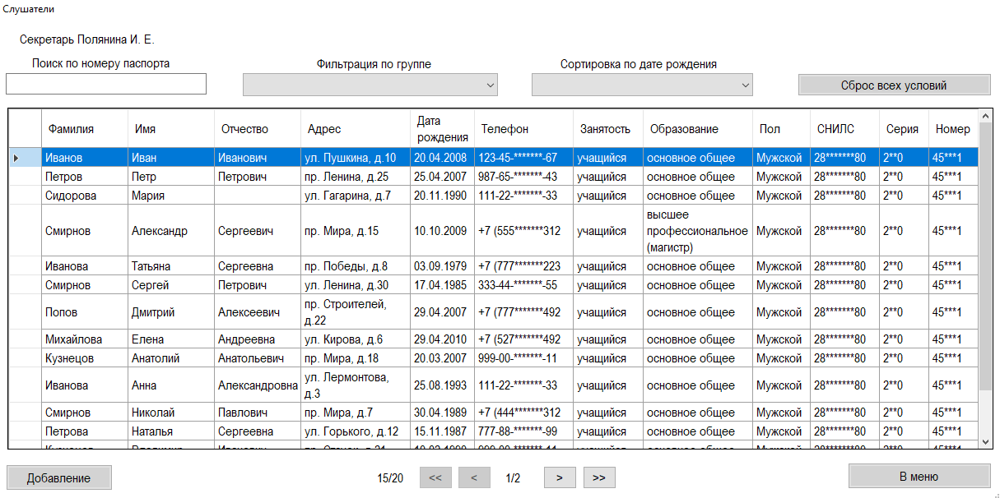 Слушатели
Секретарь Полянина И. Е.
Поиск по номеру паспорта Фильтрация по группе Сортировка по дате рождения
Сброс всех условий
Фамилия Имя Отчество Адрес Дата рождения Телефон Занятость Образование Пол СНИЛС Серия Номер
Иванов Иван Иванович ул. Пушкина, д.10 20.04.2008 123-45-*******-67 учащийся основное общее Мужской 28*******80 2**0 45***1
Петров Петр Петрович пр. Ленина, д.25 25.04.2007 987-65-*******-43 учащийся основное общее Мужской 28*******80 2**0 45***1
Сидорова Мария ул. Гагарина, д.7 20.11.1990 111-22-*******-33 учащийся основное общее Мужской 28*******80 2**0 45***1
Смирнов Александр Сергеевич пр. Мира, д.15 10.10.2009 +7 (555*******312 учащийся высшее профессиональное (магистр) Мужской 28*******80 2**0 45***1
Иванова Татьяна Сергеевна пр. Победы, д.8 03.09.1979 +7 (777*******223 учащийся основное общее Мужской 28*******80 2**0 45***1
Смирнов Сергей Петрович ул. Ленина, д.30 17.04.1985 333-44-*******-55 учащийся основное общее Мужской 28*******80 2**0 45***1
Попов Дмитрий Алексеевич пр. Строителей, д.22 29.04.2007 +7 (777*******492 учащийся основное общее Мужской 28*******80 2**0 45***1
Михайлова Елена Андреевна ул. Кирова, д.6 29.04.2010 +7 (527*******492 учащийся основное общее Мужской 28*******80 2**0 45***1
Кузнецов Анатолий Анатольевич пр. Мира, д.18 20.03.2007 999-00-*******-11 учащийся основное общее Мужской 28*******80 2**0 45***1
Иванова Анна Александровна ул. Лермонтова, д.3 25.08.1993 111-22-*******-33 учащийся основное общее Мужской 28*******80 2**0 45***1
Смирнов Николай Павлович пр. Мира, д.7 30.04.1989 +7 (444*******312 учащийся основное общее Мужской 28*******80 2**0 45***1
Петрова Наталья Сергеевна ул. Горького, д.12 15.11.1987 777-88-*******-99 учащийся основное общее Мужской 28*******80 2**0 45***1
Добавление 15/20 << < 1/2 > >> В меню